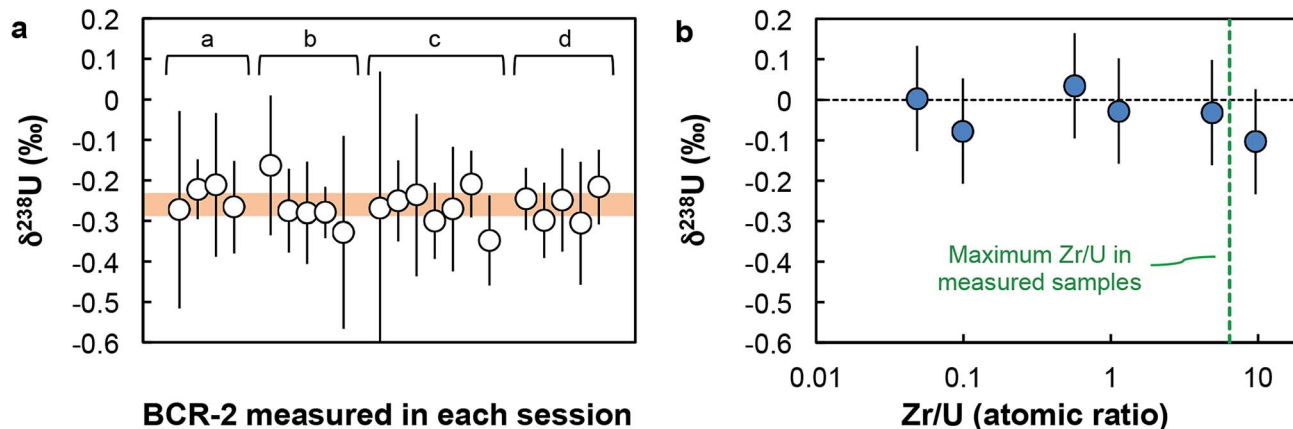 a
a
b
c
d
0.2
0.1
0
-0.1
-0.2
-0.3
-0.4
-0.5
-0.6
δ²³⁸U (‰)
BCR-2 measured in each session
b
0.2
0.1
0
-0.1
-0.2
-0.3
-0.4
-0.5
-0.6
δ²³⁸U (‰)
Maximum Zr/U in
measured samples
0.01
0.1
1
10
Zr/U (atomic ratio)